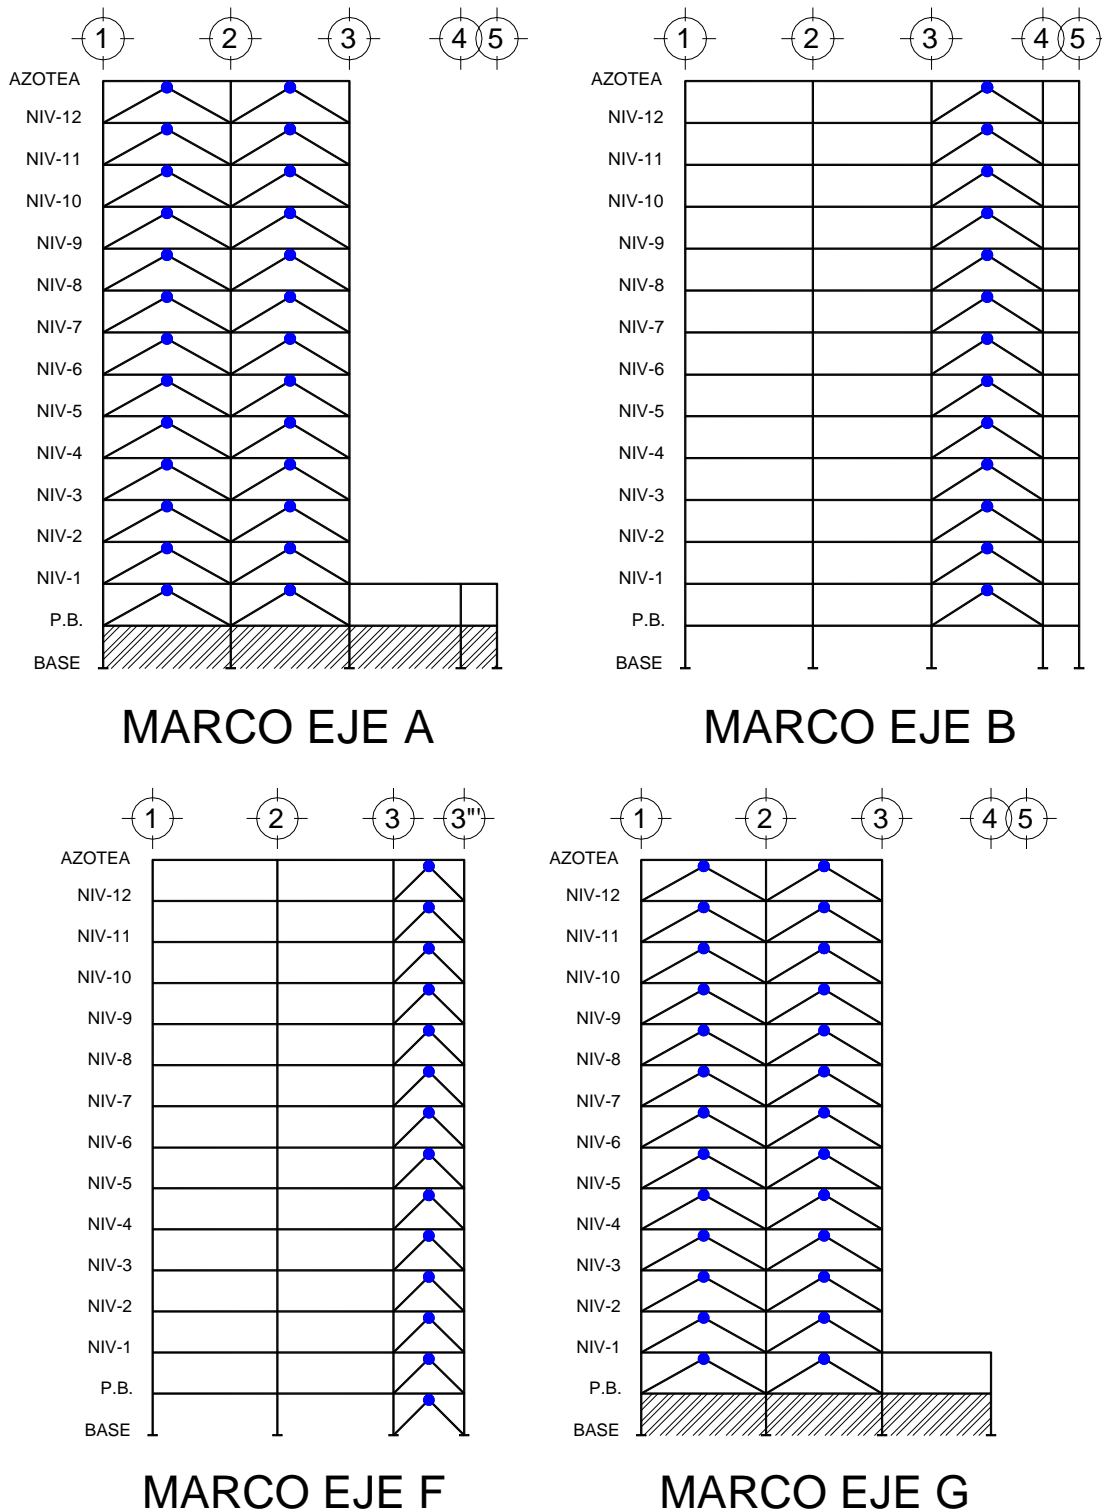 1 2 3 4 5
AZOTEA
NIV-12
NIV-11
NIV-10
NIV-9
NIV-8
NIV-7
NIV-6
NIV-5
NIV-4
NIV-3
NIV-2
NIV-1
P.B.
BASE
MARCO EJE A
1 2 3 4 5
AZOTEA
NIV-12
NIV-11
NIV-10
NIV-9
NIV-8
NIV-7
NIV-6
NIV-5
NIV-4
NIV-3
NIV-2
NIV-1
P.B.
BASE
MARCO EJE B
1 2 3 3"'
AZOTEA
NIV-12
NIV-11
NIV-10
NIV-9
NIV-8
NIV-7
NIV-6
NIV-5
NIV-4
NIV-3
NIV-2
NIV-1
P.B.
BASE
MARCO EJE F
1 2 3 4 5
AZOTEA
NIV-12
NIV-11
NIV-10
NIV-9
NIV-8
NIV-7
NIV-6
NIV-5
NIV-4
NIV-3
NIV-2
NIV-1
P.B.
BASE
MARCO EJE G